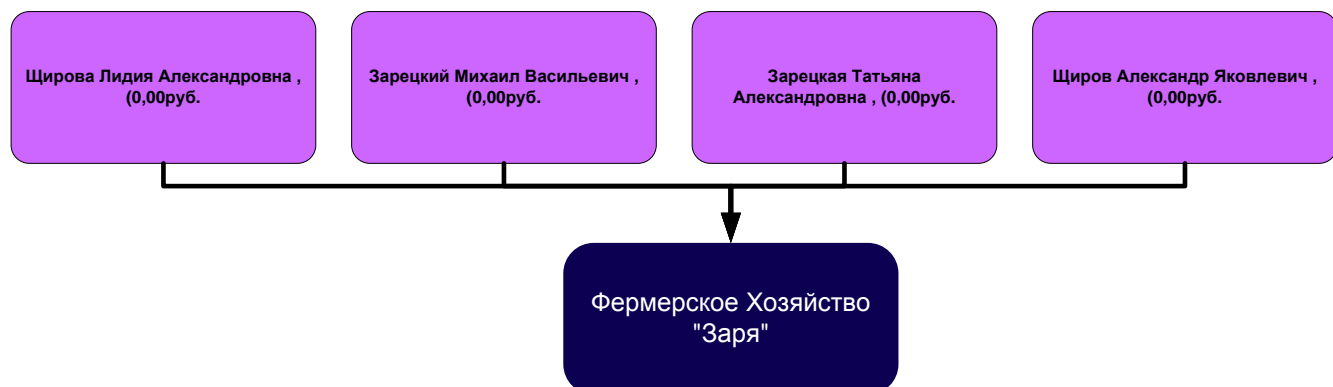 Щирова Лидия Александровна ,
(0,00руб.
Зарецкий Михаил Васильевич ,
(0,00руб.
Зарецкая Татьяна
Александровна , (0,00руб.
Щиров Александр Яковлевич ,
(0,00руб.
Фермерское Хозяйство
"Заря"